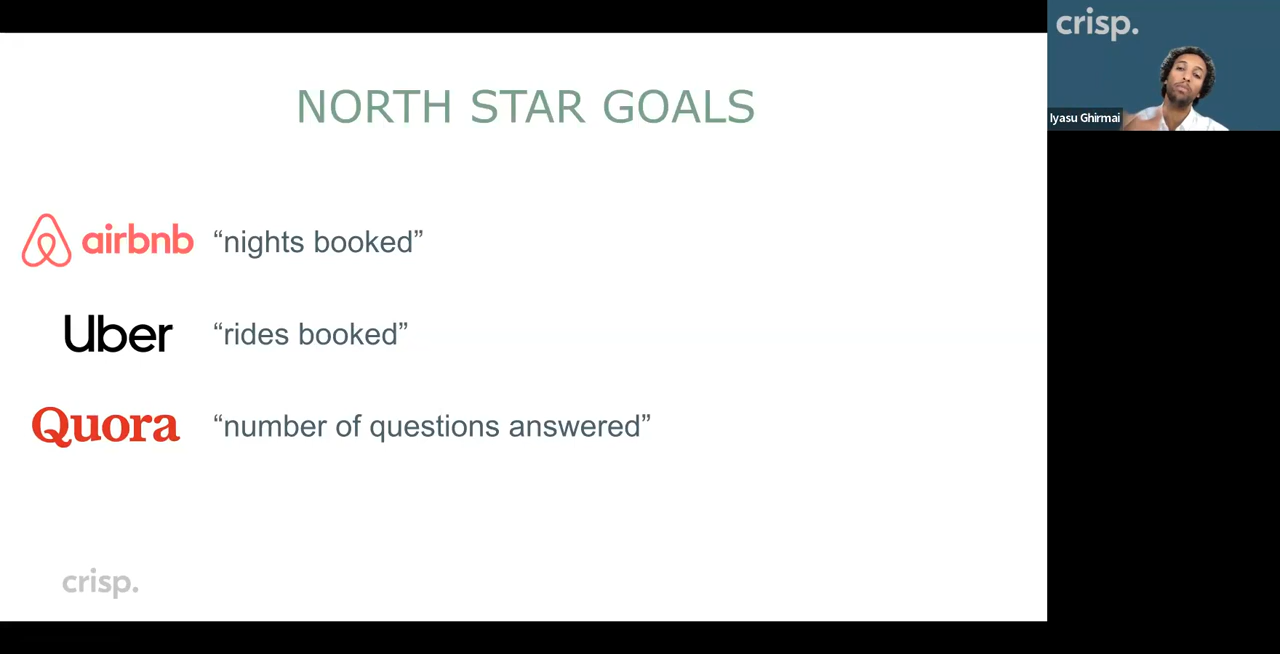 NORTH STAR GOALS
airbnb “nights booked”
Uber “rides booked”
Quora “number of questions answered”
crisp.
crisp.
Iyasu Ghirmai